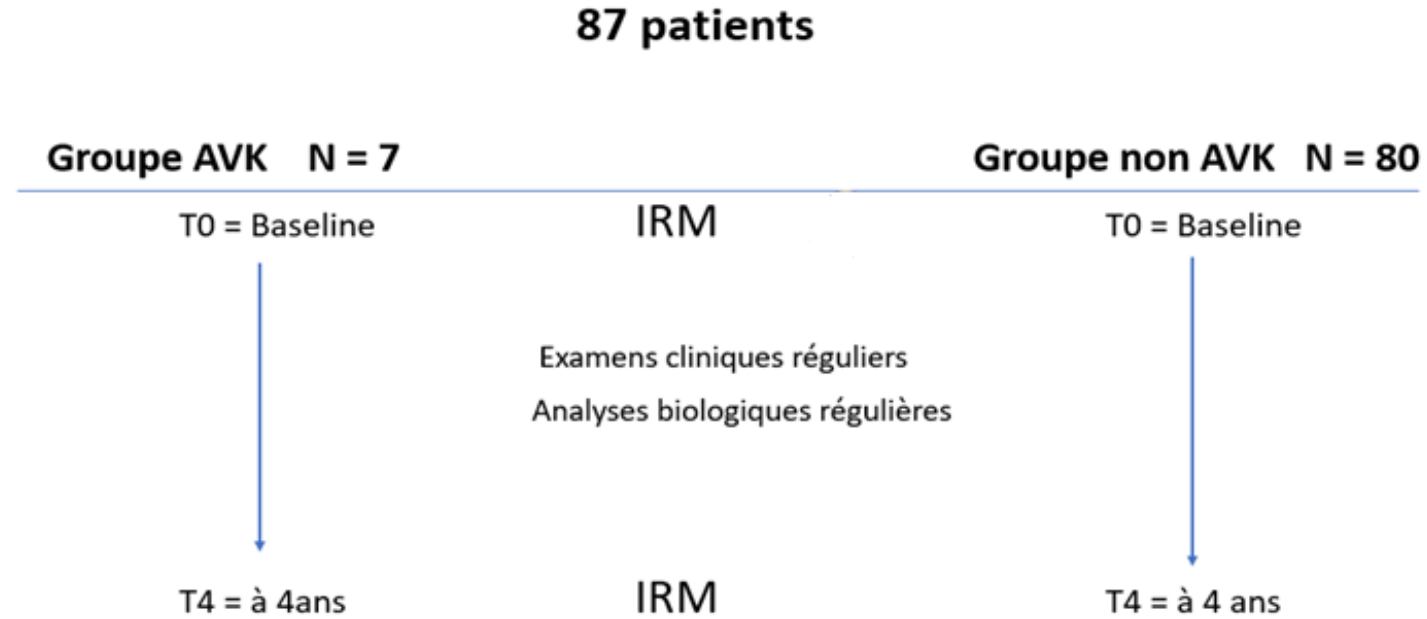 87 patients
Groupe AVK N = 7
Groupe non AVK N = 80
T0 = Baseline
IRM
T0 = Baseline
Examens cliniques réguliers
Analyses biologiques régulières
T4 = à 4ans
IRM
T4 = à 4 ans